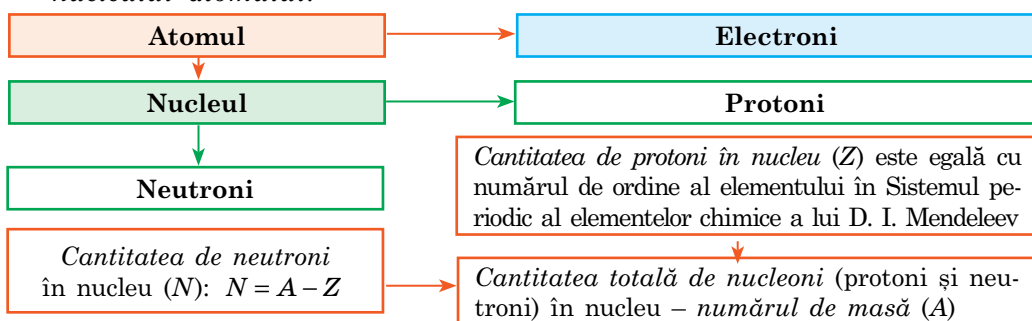 nucleului atomului.
Atomul
Electroni
Nucleul
Protoni
Neutroni
Cantitatea de protoni în nucleu (Z) este egală cu
numărul de ordine al elementului în Sistemul pe-
riodic al elementelor chimice a lui D. I. Mendeleev
Cantitatea de neutroni
în nucleu (N): N = A – Z
Cantitatea totală de nucleoni (protoni și neu-
troni) în nucleu – numărul de masă (A)